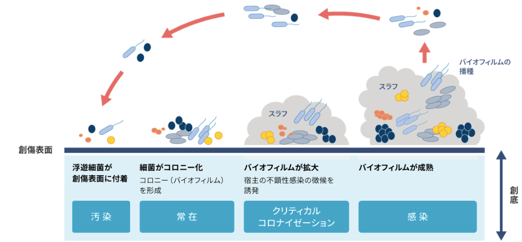 バイオフィルムの
播種
スラフ
スラフ
創傷表面
浮遊細菌が
創傷表面に付着
細菌がコロニー化
コロニー（バイオフィルム）
を形成
バイオフィルムが拡大
宿主の不顕性感染の徴候を
誘発
バイオフィルムが成熟
創底
汚 染
常 在
クリティカル
コロナイゼーション
感 染